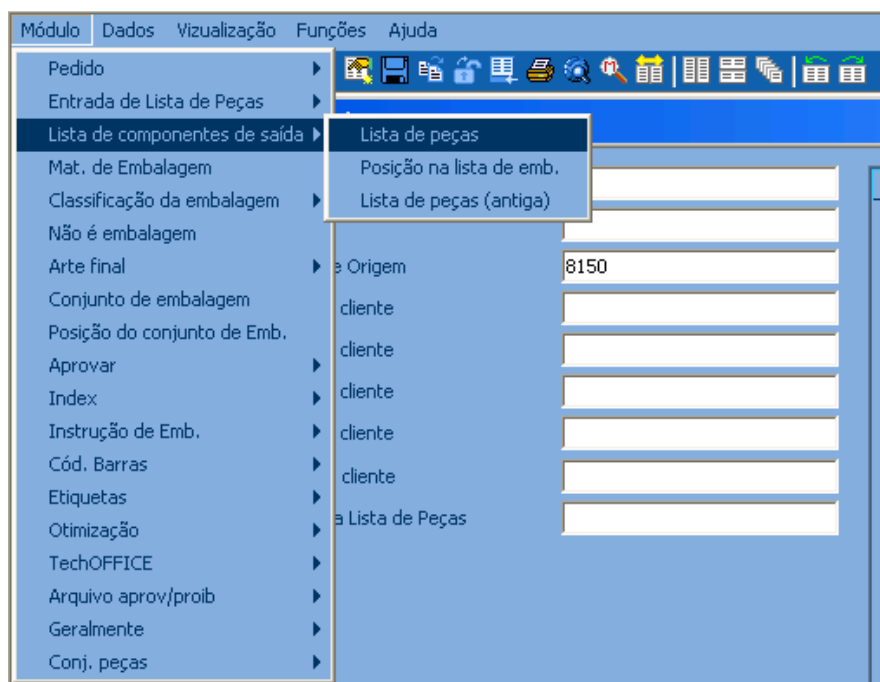 Módulo Dados Vizualização Funções Ajuda
Pedido
Entrada de Lista de Peças
Lista de componentes de saída
Lista de peças
Mat. de Embalagem
Posição na lista de emb.
Classificação da embalagem
Lista de peças (antiga)
Não é embalagem
Arte final
e Origem 8150
Conjunto de embalagem
cliente
Posição do conjunto de Emb.
cliente
Aprovar
Index
cliente
Instrução de Emb.
cliente
Cód. Barras
cliente
Etiquetas
a Lista de Peças
Otimização
TechOFFICE
Arquivo aprov/proib
Geralmente
Conj. peças